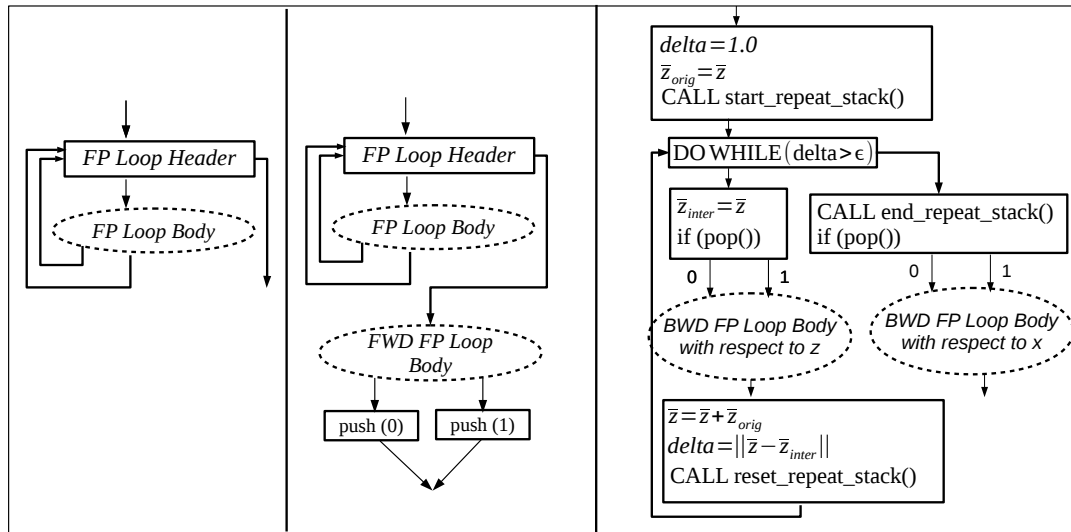 FP Loop Header
FP Loop Body
FP Loop Header
FP Loop Body
FWD FP Loop
Body
push (0)
push (1)
delta=1.0
z̄orig=z̄
CALL start_repeat_stack()
DO WHILE(delta>ϵ)
z̄inter=z̄
if (pop())
0
1
BWD FP Loop Body
with respect to z
z̄=z̄+z̄orig
delta=||z̄−z̄inter||
CALL reset_repeat_stack()
CALL end_repeat_stack()
if (pop())
0
1
BWD FP Loop Body
with respect to x